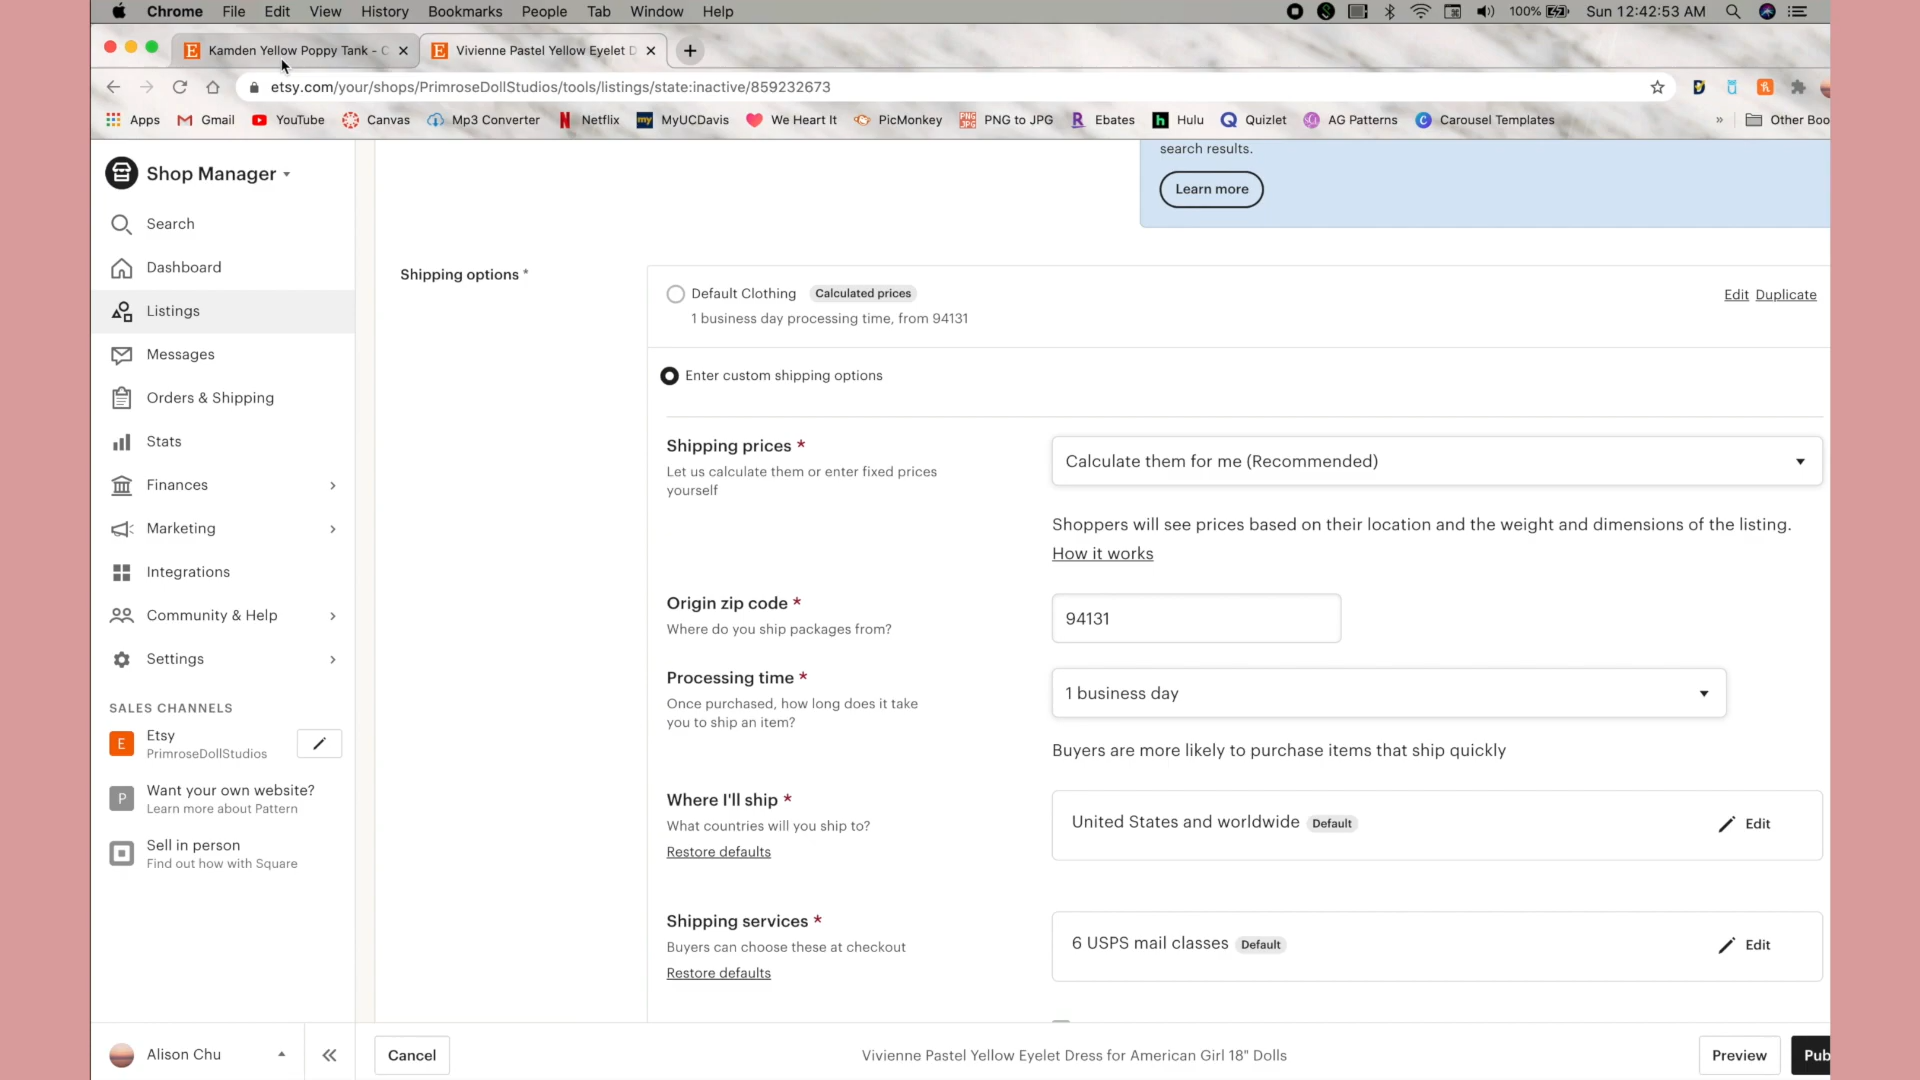 Chrome File Edit View History Bookmarks People Tab Window Help 100% Sun 12:42:53 AM
Kamden Yellow Poppy Tank - Vivienne Pastel Yellow Eyelet
etsy.com/your/shops/PrimroseDollStudios/tools/listings/state:inactive/859232673
Apps Gmail YouTube Canvas Mp3 Converter Netflix MyUCDavis We Heart It PicMonkey PNG to JPG Ebates Hulu Quizlet AG Patterns Carousel Templates » Other Boo
Shop Manager
Search
Dashboard
Listings
Messages
Orders & Shipping
Stats
Finances
Marketing
Integrations
Community & Help
Settings
SALES CHANNELS
E Etsy
PrimroseDollStudios
P Want your own website?
Learn more about Pattern
Sell in person
Find out how with Square
Alison Chu
search results.
Learn more
Shipping options *
Default Clothing Calculated prices
Edit Duplicate
1 business day processing time, from 94131
Enter custom shipping options
Shipping prices *
Let us calculate them or enter fixed prices
yourself
Calculate them for me (Recommended)
Shoppers will see prices based on their location and the weight and dimensions of the listing.
How it works
Origin zip code *
Where do you ship packages from?
94131
Processing time *
Once purchased, how long does it take
you to ship an item?
1 business day
Buyers are more likely to purchase items that ship quickly
Where I'll ship *
What countries will you ship to?
Restore defaults
United States and worldwide Default
Edit
Shipping services *
Buyers can choose these at checkout
Restore defaults
6 USPS mail classes Default
Edit
Cancel
Vivienne Pastel Yellow Eyelet Dress for American Girl 18" Dolls
Preview
Pub